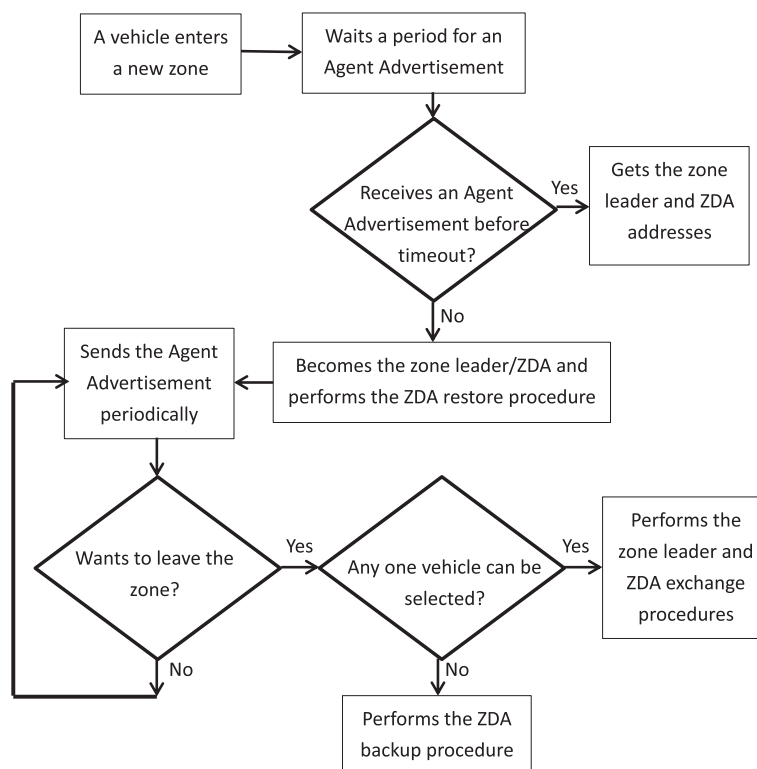 A vehicle enters
a new zone
Waits a period for an
Agent Advertisement
Receives an Agent
Advertisement before
timeout?
Yes
Gets the zone
leader and ZDA
addresses
No
Becomes the zone leader/ZDA and
performs the ZDA restore procedure
Sends the Agent
Advertisement
periodically
Wants to leave the
zone?
Yes
No
Any one vehicle can be
selected?
Yes
Performs the
zone leader and
ZDA exchange
procedures
No
Performs the ZDA
backup procedure